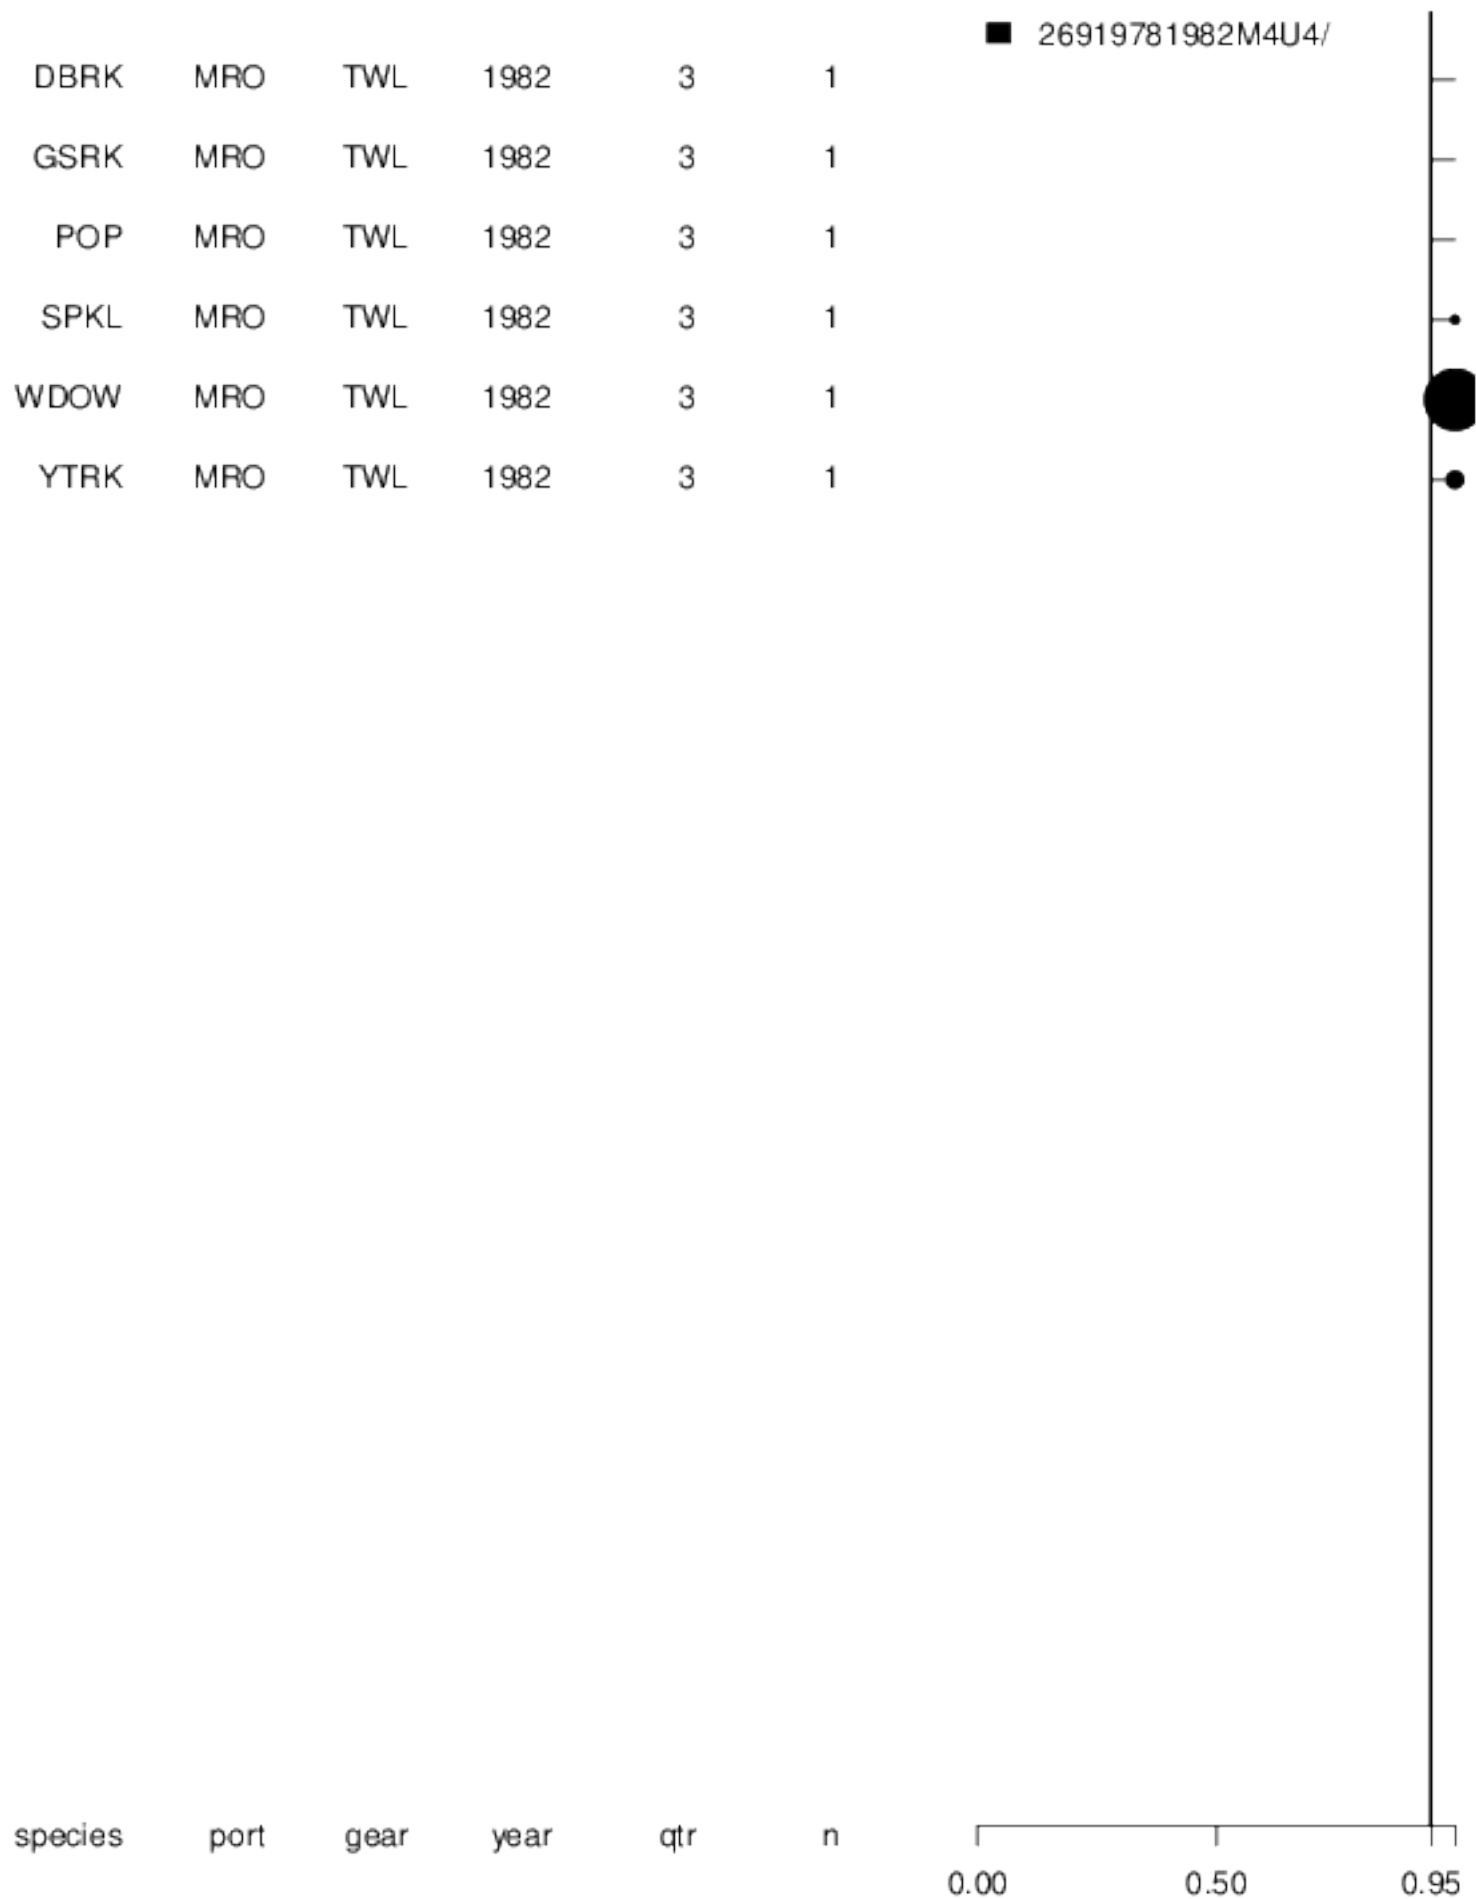 26919781982M4U4/
DBRK MRO TWL 1982 3 1
GSRK MRO TWL 1982 3 1
POP MRO TWL 1982 3 1
SPKL MRO TWL 1982 3 1
WDOW MRO TWL 1982 3 1
YTRK MRO TWL 1982 3 1
species port gear year qtr n
0.00 0.50 0.95